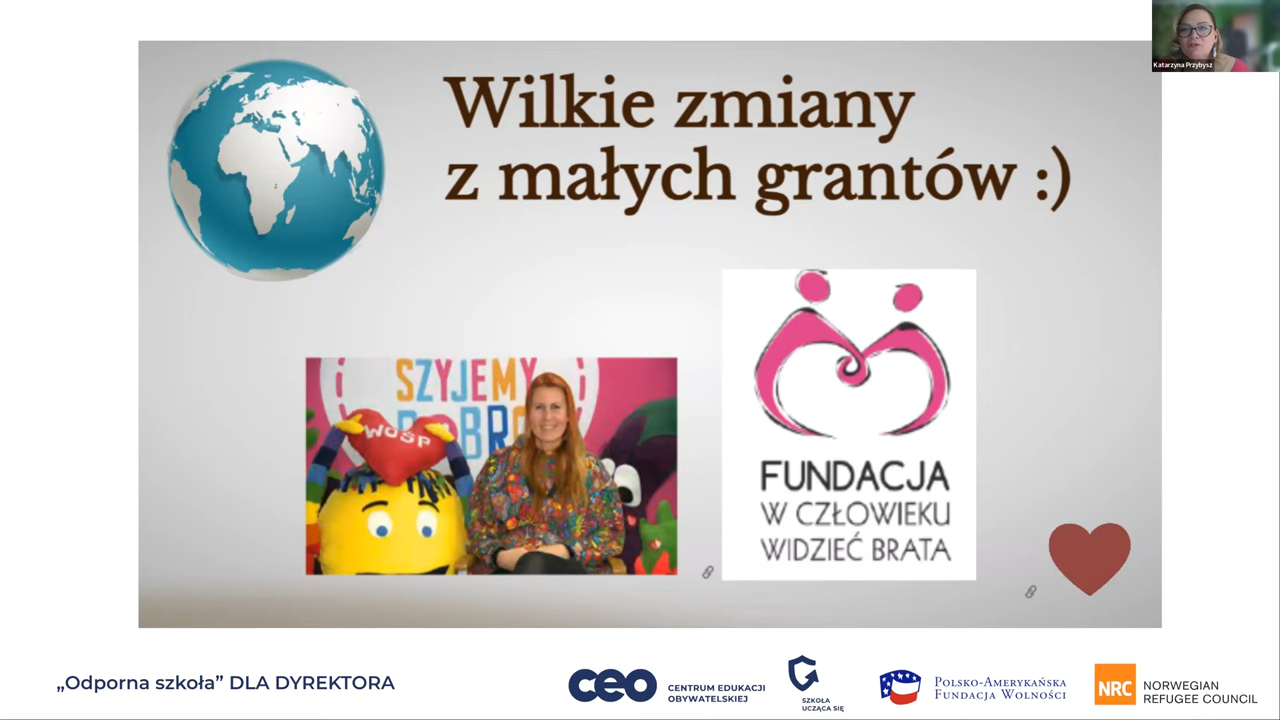 Katarzyna Przybysz
Wilkie zmiany
z małych grantów :)
SZYJEMY
DOBRO
WOŚP
FUNDACJA
W CZŁOWIEKU
WIDZIEĆ BRATA
„Odporna szkoła” DLA DYREKTORA
ceo
CENTRUM EDUKACJI
OBYWATELSKIEJ
SZKOŁA
UCZĄCA SIĘ
POLSKO-AMERYKAŃSKA
FUNDACJA WOLNOŚCI
NRC
NORWEGIAN
REFUGEE COUNCIL